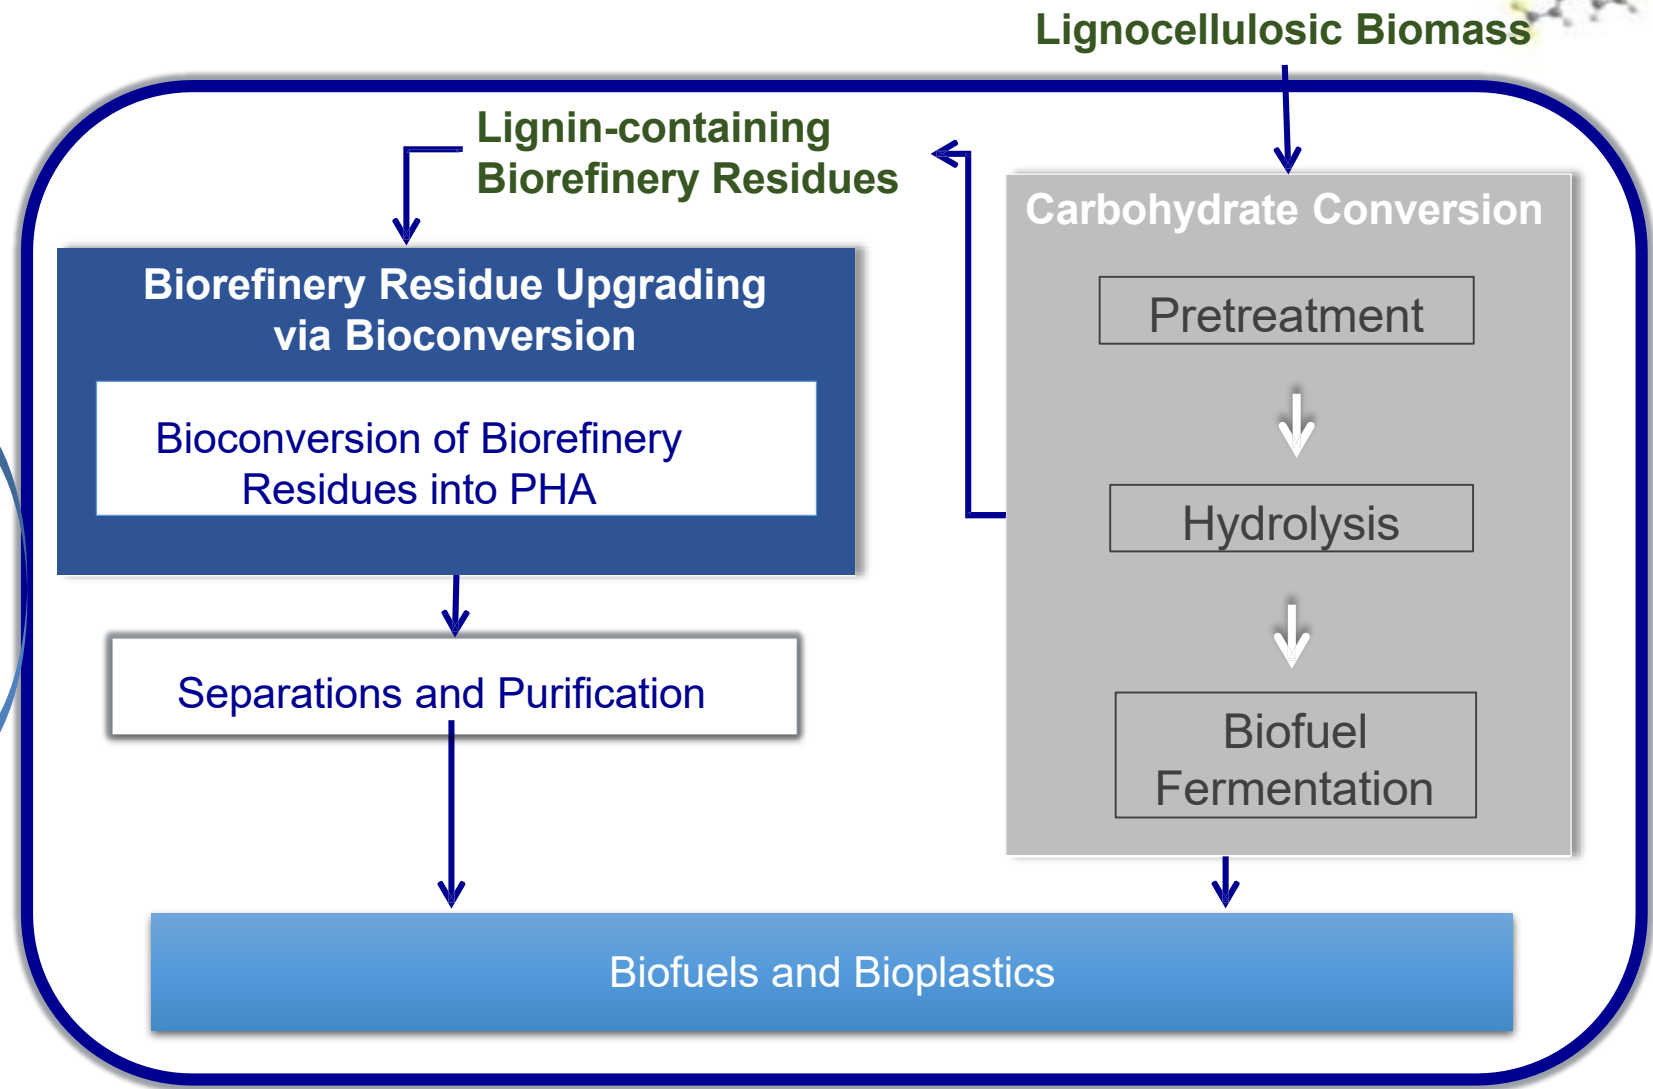 Lignocellulosic Biomass
Lignin-containing
Biorefinery Residues
Carbohydrate Conversion
Pretreatment
Hydrolysis
Biofuel
Fermentation
Biorefinery Residue Upgrading
via Bioconversion
Bioconversion of Biorefinery
Residues into PHA
Separations and Purification
Biofuels and Bioplastics